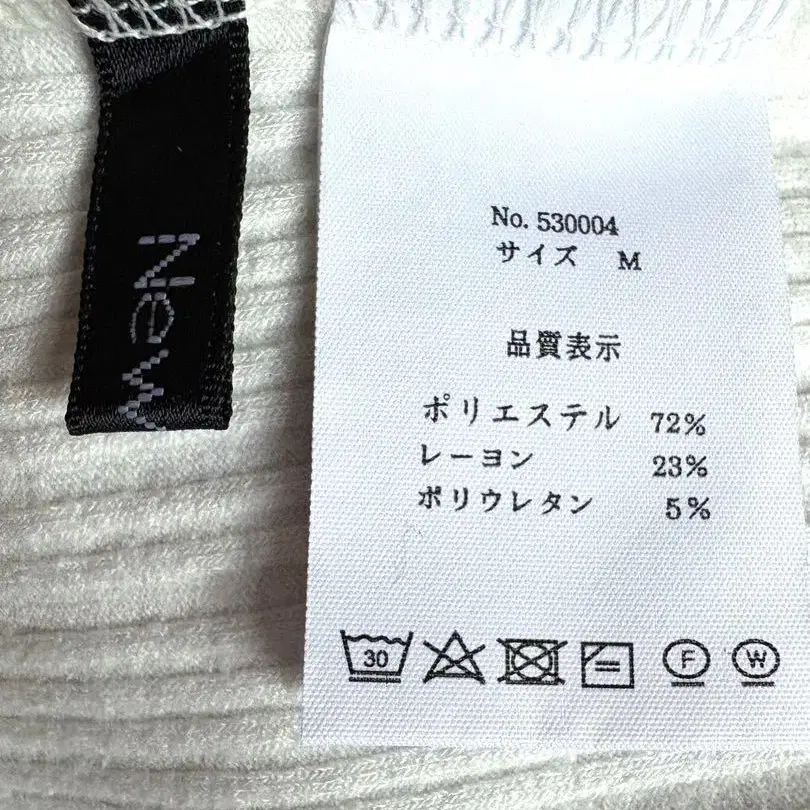 No. 530004
サイズ M
品質表示
ポリエステル 72%
レーヨン 23%
ポリウレタン 5%
30
F
W